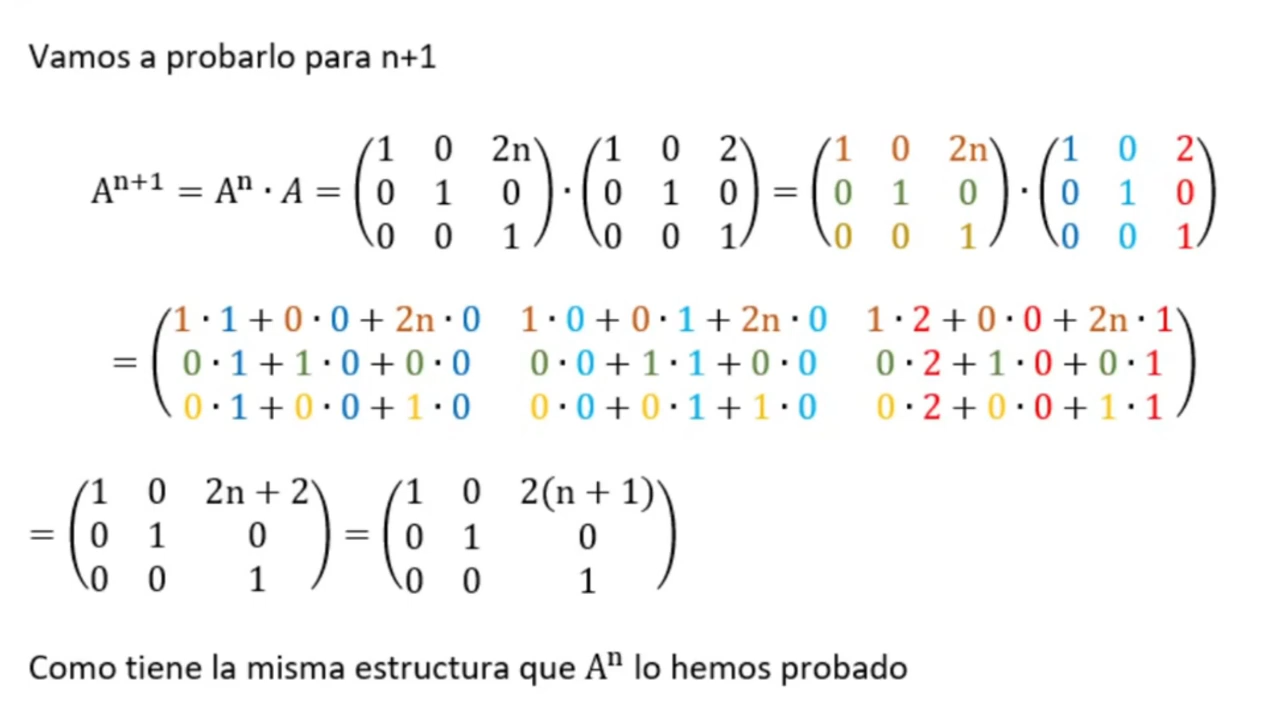 Vamos a probarlo para n+1
Aⁿ⁺¹ = Aⁿ · A = (1 0 2n; 0 1 0; 0 0 1) · (1 0 2; 0 1 0; 0 0 1) = (1 0 2n; 0 1 0; 0 0 1) · (1 0 2; 0 1 0; 0 0 1)
= (1 · 1 + 0 · 0 + 2n · 0 1 · 0 + 0 · 1 + 2n · 0 1 · 2 + 0 · 0 + 2n · 1
0 · 1 + 1 · 0 + 0 · 0 0 · 0 + 1 · 1 + 0 · 0 0 · 2 + 1 · 0 + 0 · 1
0 · 1 + 0 · 0 + 1 · 0 0 · 0 + 0 · 1 + 1 · 0 0 · 2 + 0 · 0 + 1 · 1)
= (1 0 2n + 2; 0 1 0; 0 0 1) = (1 0 2(n + 1); 0 1 0; 0 0 1)
Como tiene la misma estructura que Aⁿ lo hemos probado